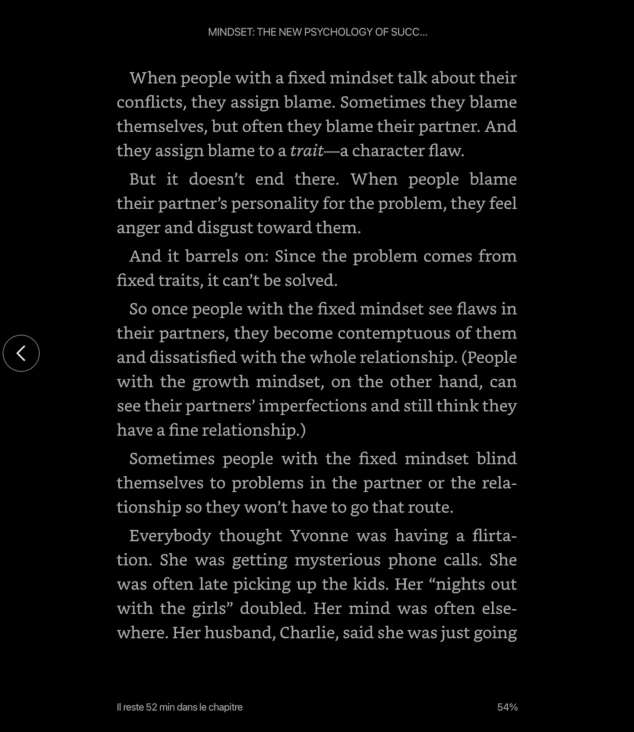 MINDSET: THE NEW PSYCHOLOGY OF SUCC...
When people with a fixed mindset talk about their
conflicts, they assign blame. Sometimes they blame
themselves, but often they blame their partner. And
they assign blame to a trait—a character flaw.
But it doesn’t end there. When people blame
their partner’s personality for the problem, they feel
anger and disgust toward them.
And it barrels on: Since the problem comes from
fixed traits, it can’t be solved.
So once people with the fixed mindset see flaws in
their partners, they become contemptuous of them
and dissatisfied with the whole relationship. (People
with the growth mindset, on the other hand, can
see their partners’ imperfections and still think they
have a fine relationship.)
Sometimes people with the fixed mindset blind
themselves to problems in the partner or the rela-
tionship so they won’t have to go that route.
Everybody thought Yvonne was having a flirta-
tion. She was getting mysterious phone calls. She
was often late picking up the kids. Her “nights out
with the girls” doubled. Her mind was often else-
where. Her husband, Charlie, said she was just going
Il reste 52 min dans le chapitre
54%